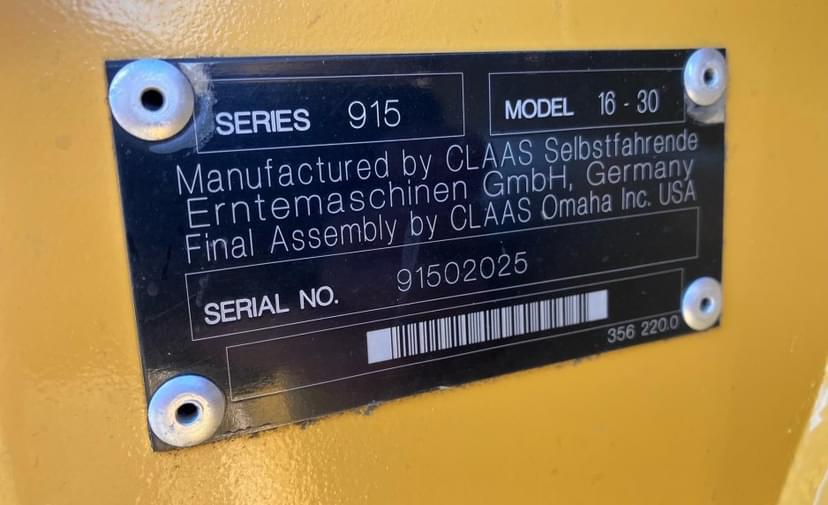 SERIES 915 MODEL 16 - 30
Manufactured by CLAAS Selbstfahrende
Erntemaschinen GmbH, Germany
Final Assembly by CLAAS Omaha Inc. USA
SERIAL NO. 91502025
356 220.0